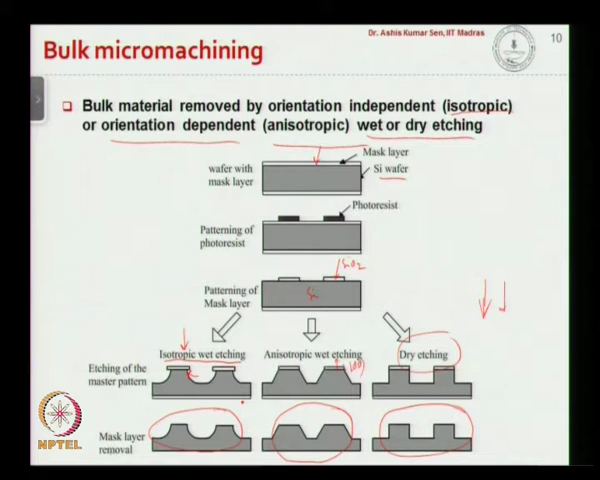 Dr. Ashis Kumar Sen, IIT Madras
10
Bulk micromachining
Bulk material removed by orientation independent (isotropic)
or orientation dependent (anisotropic) wet or dry etching
Mask layer
wafer with
mask layer
Si wafer
Photoresist
Patterning of
photoresist
SiO2
Patterning of
Mask layer
Si
Isotropic wet etching
Anisotropic wet etching
Dry etching
Etching of the
master pattern
(100)
Mask layer
removal
NPTEL